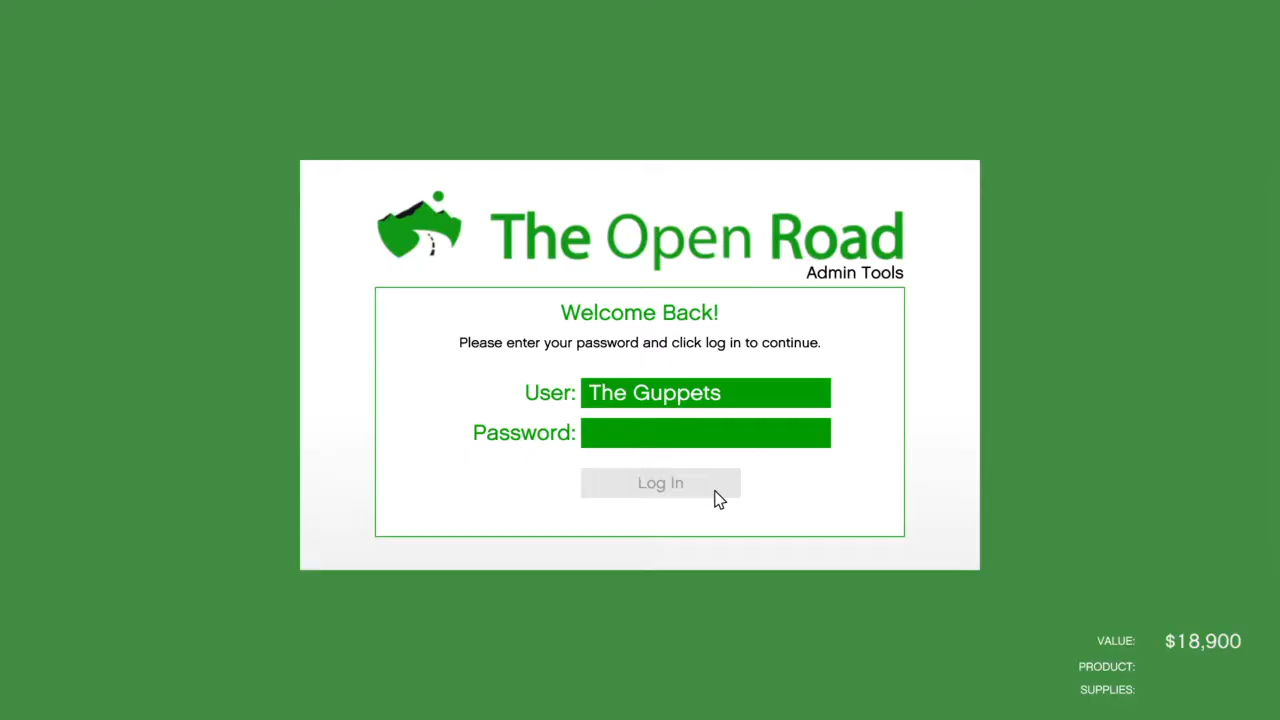 The Open Road
Admin Tools
Welcome Back!
Please enter your password and click log in to continue.
User: The Guppets
Password:
Log In
VALUE: $18,900
PRODUCT:
SUPPLIES: